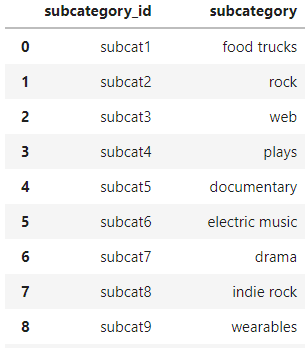 subcategory_id subcategory
0 subcat1 food trucks
1 subcat2 rock
2 subcat3 web
3 subcat4 plays
4 subcat5 documentary
5 subcat6 electric music
6 subcat7 drama
7 subcat8 indie rock
8 subcat9 wearables